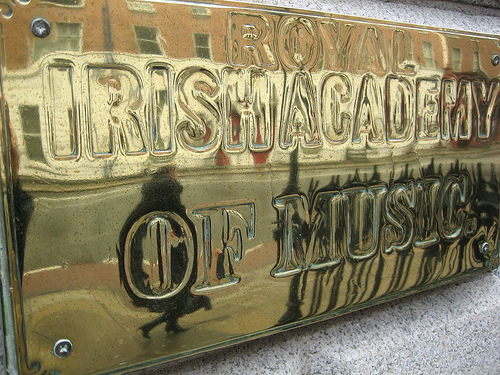 ROYAL
IRISH ACADEMY
OF MUSIC.